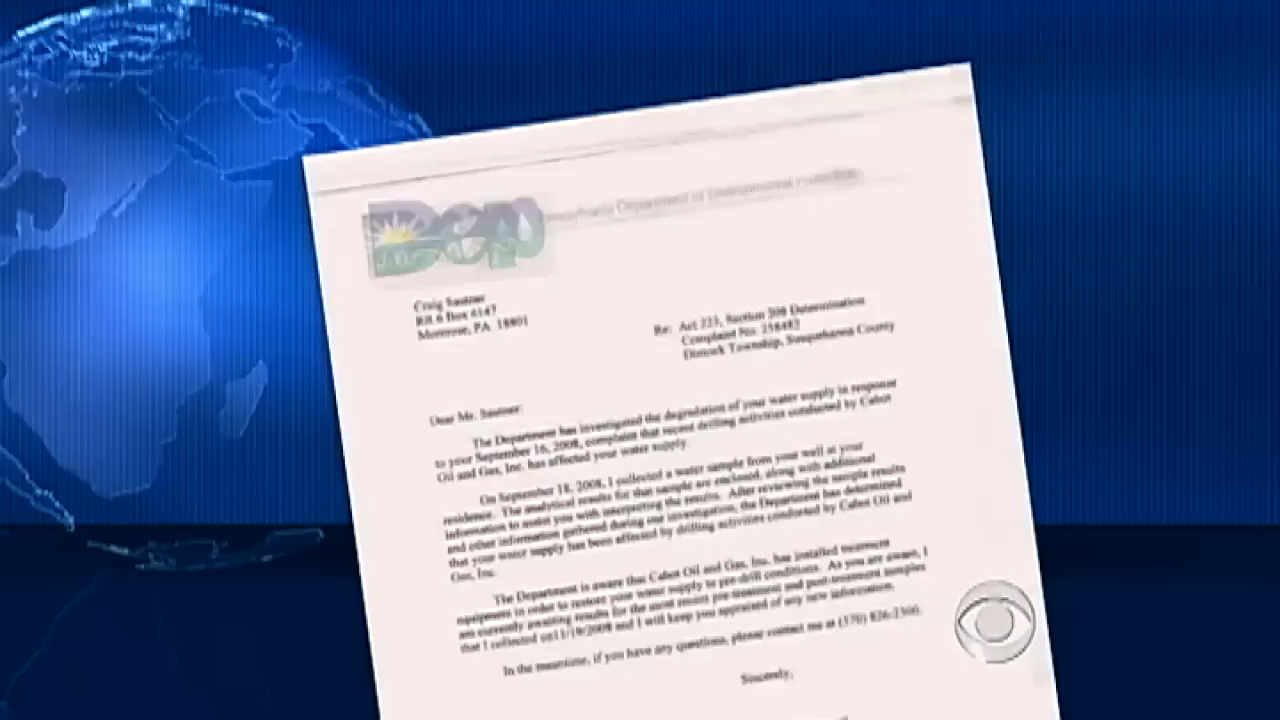 Dep
Department of Environmental Protection
Craig Sautner
RR 6 Box 6147
Montrose, PA 18801
Re: Act 223, Section 208 Determination
Complaint No. 258482
Dimock Township, Susquehanna County
Dear Mr. Sautner:
The Department has investigated the degradation of your water supply in response
to your September 16, 2008, complaint that recent drilling activities conducted by Cabot
Oil and Gas, Inc. has affected your water supply.
On September 18, 2008, I collected a water sample from your well at your
residence. The analytical results for that sample are enclosed, along with additional
information to assist you with interpreting the results. After reviewing the sample results
and other information gathered during our investigation, the Department has determined
that your water supply has been affected by drilling activities conducted by Cabot Oil and
Gas, Inc.
The Department is aware that Cabot Oil and Gas, Inc. has installed treatment
equipment in order to restore your water supply to pre-drill conditions. As you are aware, I
am currently awaiting results for the most recent pre-treatment and post-treatment samples
that I collected on11/19/2008 and I will keep you appraised of any new information.
In the meantime, if you have any questions, please contact me at (570) 826-2300.
Sincerely,